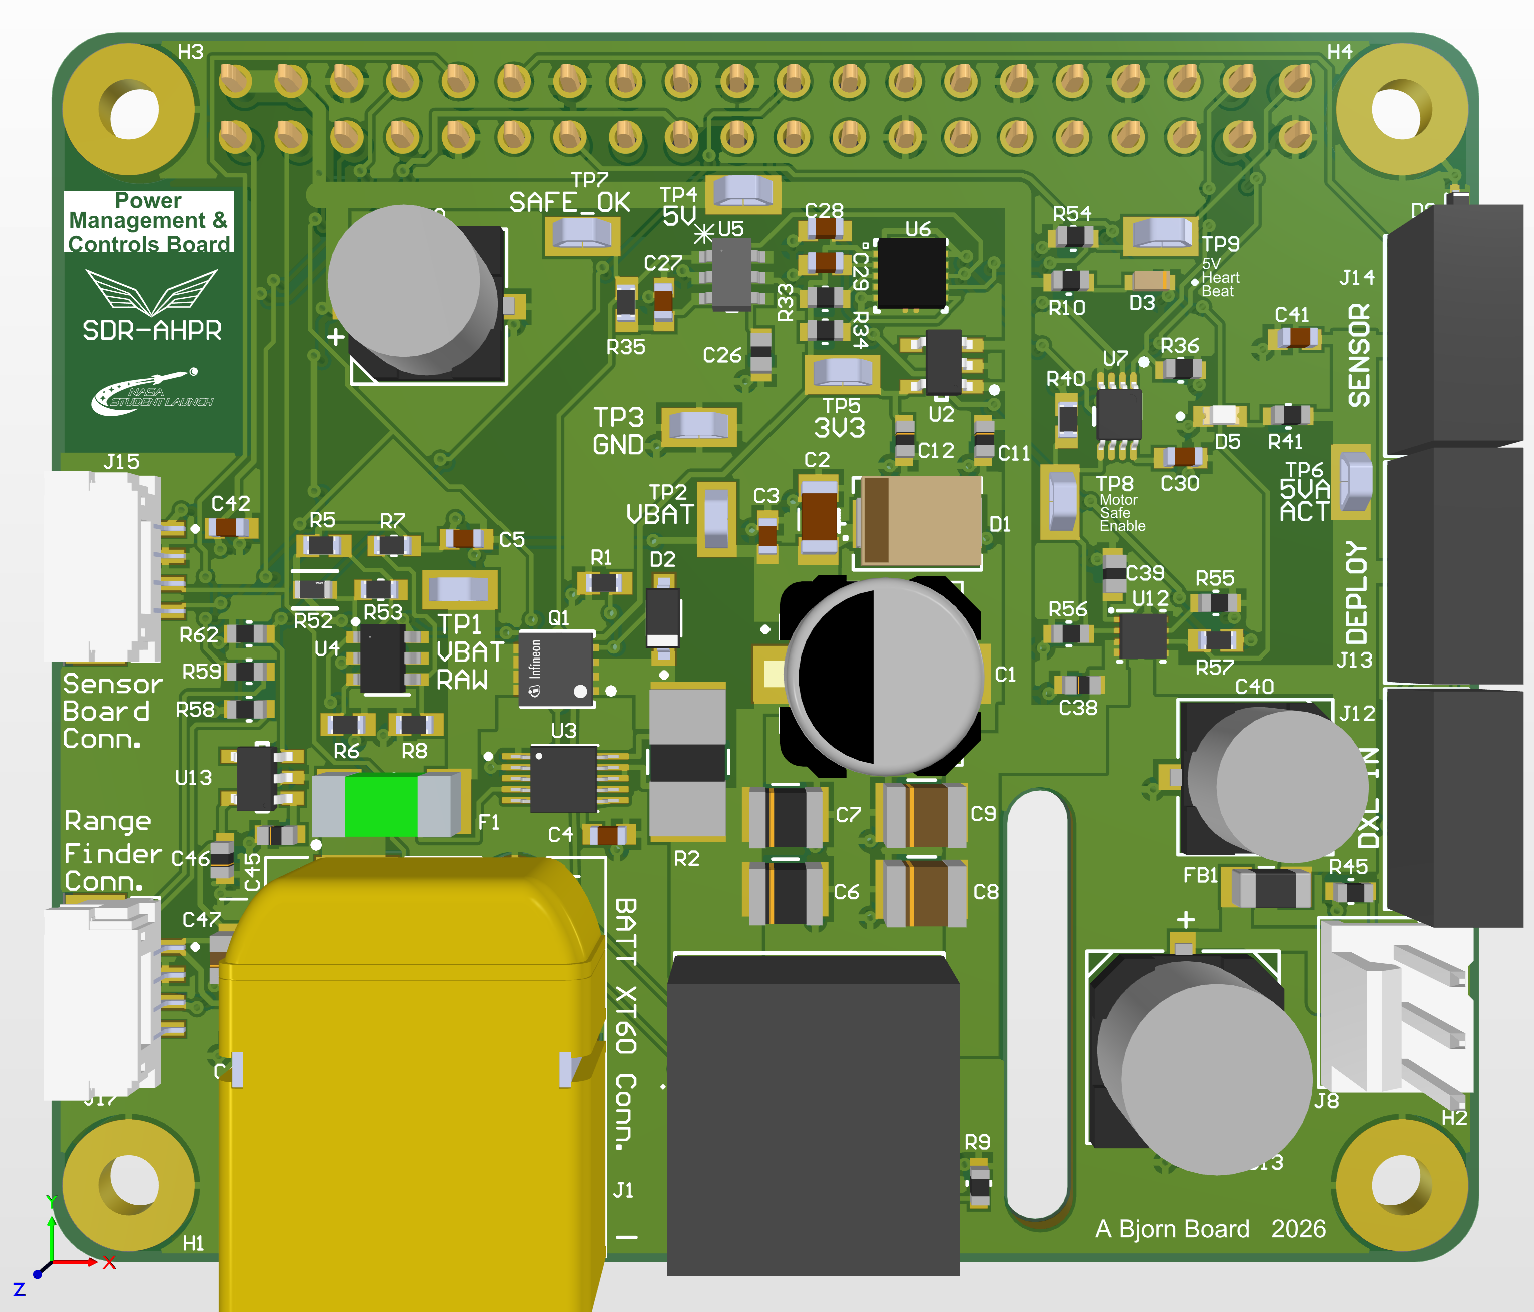 H3
H4
Power
Management &
Controls Board
SDR-AHPR
NASA
STUDENT LAUNCH
TP7
SAFE_OK
TP4
5V
U5
C28
U6
R54
TP9
5V
Heart
Beat
J14
SENSOR
C27
C29
R33
R34
R35
C26
R10
D3
C41
U7
R36
R40
TP5
3V3
U2
TP3
GND
C12
C11
D5
R41
C30
TP6
5VA
ACT
TP8
Motor
Safe
Enable
J15
C42
TP2
VBAT
C3
C2
D1
R5
R7
C5
R1
D2
C39
U12
R55
DEPLOY
J13
R52
R53
R62
U4
TP1
VBAT
RAW
Q1
Infineon
R56
R57
R59
R58
C1
C38
C40
J12
DXL IN
Sensor
Board
Conn.
R6
R8
U3
U13
F1
C4
R2
C7
C9
C6
C8
FB1
R45
Range
Finder
Conn.
C46
C45
C47
BATT XT60 Conn.
J17
J1
R9
J8
H2
H1
A Bjorn Board 2026
Y
X
Z